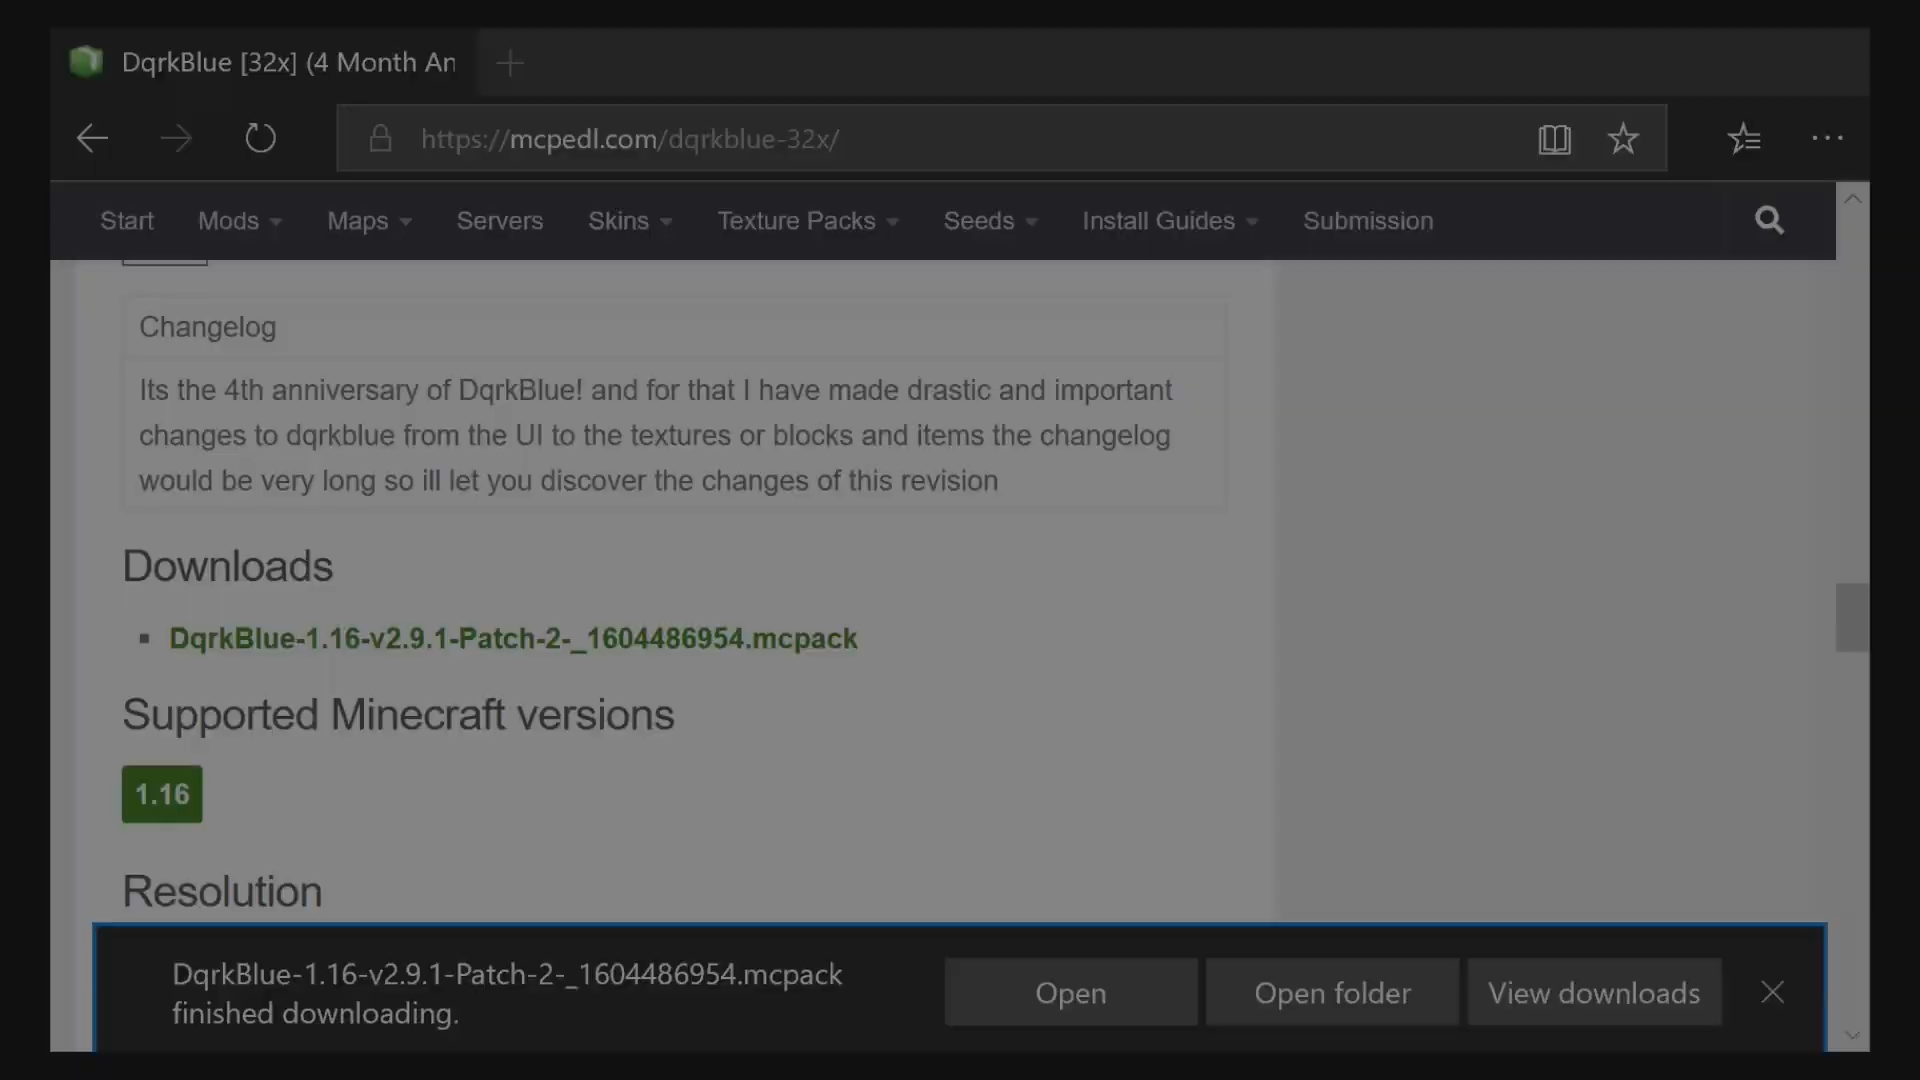 DqrkBlue [32x] (4 Month An
https://mcpedl.com/dqrkblue-32x/
Start Mods Maps Servers Skins Texture Packs Seeds Install Guides Submission
Changelog
Its the 4th anniversary of DqrkBlue! and for that I have made drastic and important
changes to dqrkblue from the UI to the textures or blocks and items the changelog
would be very long so ill let you discover the changes of this revision
Downloads
DqrkBlue-1.16-v2.9.1-Patch-2-_1604486954.mcpack
Supported Minecraft versions
1.16
Resolution
DqrkBlue-1.16-v2.9.1-Patch-2-_1604486954.mcpack
finished downloading.
Open Open folder View downloads